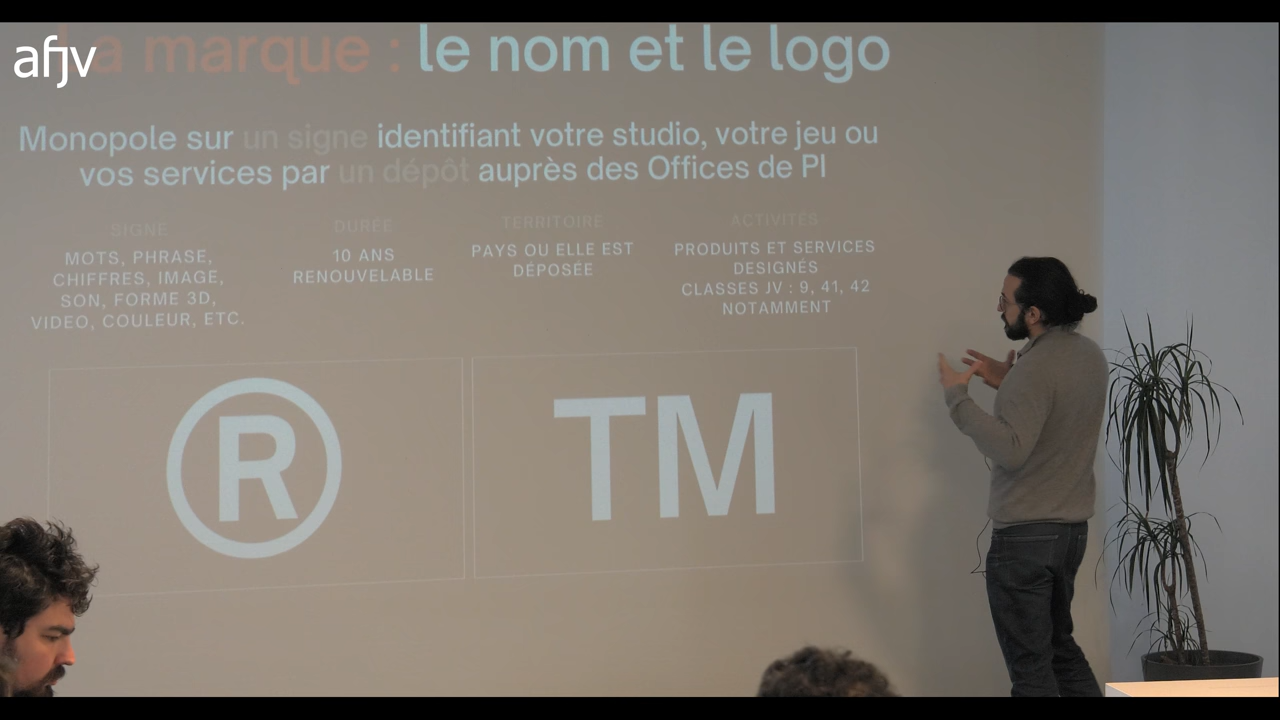 afjv
La marque : le nom et le logo
Monopole sur un signe identifiant votre studio, votre jeu ou
vos services par un dépôt auprès des Offices de PI
SIGNE
MOTS, PHRASE,
CHIFFRES, IMAGE,
SON, FORME 3D,
VIDEO, COULEUR, ETC.
DURÉE
10 ANS
RENOUVELABLE
TERRITOIRE
PAYS OU ELLE EST
DÉPOSÉE
ACTIVITÉS
PRODUITS ET SERVICES
DESIGNÉS
CLASSES JV : 9, 41, 42
NOTAMMENT
®
TM